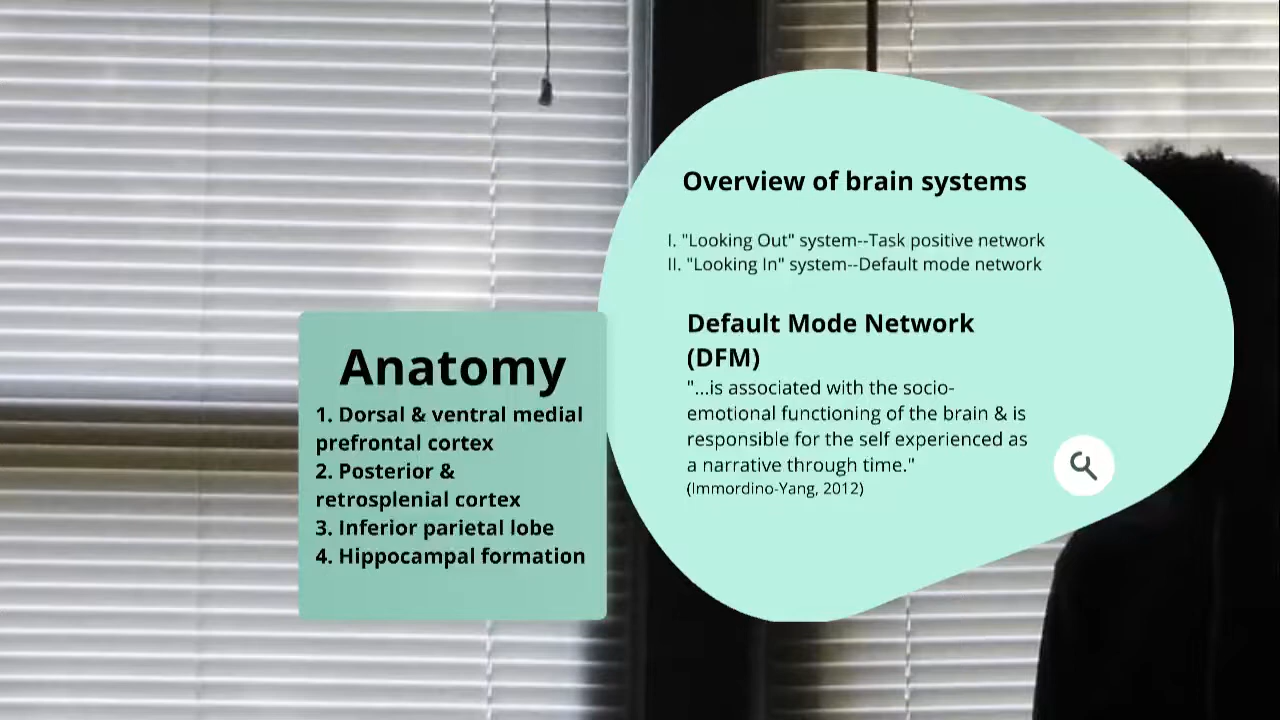 Overview of brain systems
I. "Looking Out" system--Task positive network
II. "Looking In" system--Default mode network
Default Mode Network
(DFM)
"...is associated with the socio-
emotional functioning of the brain & is
responsible for the self experienced as
a narrative through time."
(Immordino-Yang, 2012)
Anatomy
1. Dorsal & ventral medial
prefrontal cortex
2. Posterior &
retrosplenial cortex
3. Inferior parietal lobe
4. Hippocampal formation